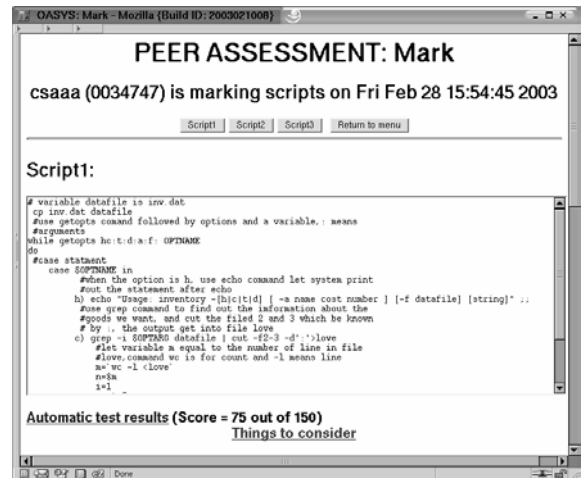 OASYS: Mark - Mozilla {Build ID: 2003021008}
PEER ASSESSMENT: Mark
csaaa (0034747) is marking scripts on Fri Feb 28 15:54:45 2003
Script1 Script2 Script3 Return to menu
Script1:
# variable datafile is inv.dat
cp inv.dat datafile
#use getopts comand followed by options and a variable,: means
#arguments
while getopts hc:t:d:a:f: OPTNAME
do
#case statment
case $OPTNAME in
#when the option is h, use echo command let system print
#out the statement after echo
h) echo "Usage: inventory -[h|c|t|d] [ -a name cost number ] [-f datafile] [string]" ;;
#use grep command to find out the information about the
#goods we want, and cut the filed 2 and 3 which be known
# by :, the output get into file love
c) grep -i $OPTARG datafile | cut -f2-3 -d':'>love
#let variable m equal to the number of line in file
#love,command wc is for count and -l means line
m=`wc -l <love`
n=$m
i=1
Automatic test results (Score = 75 out of 150)
Things to consider
Done